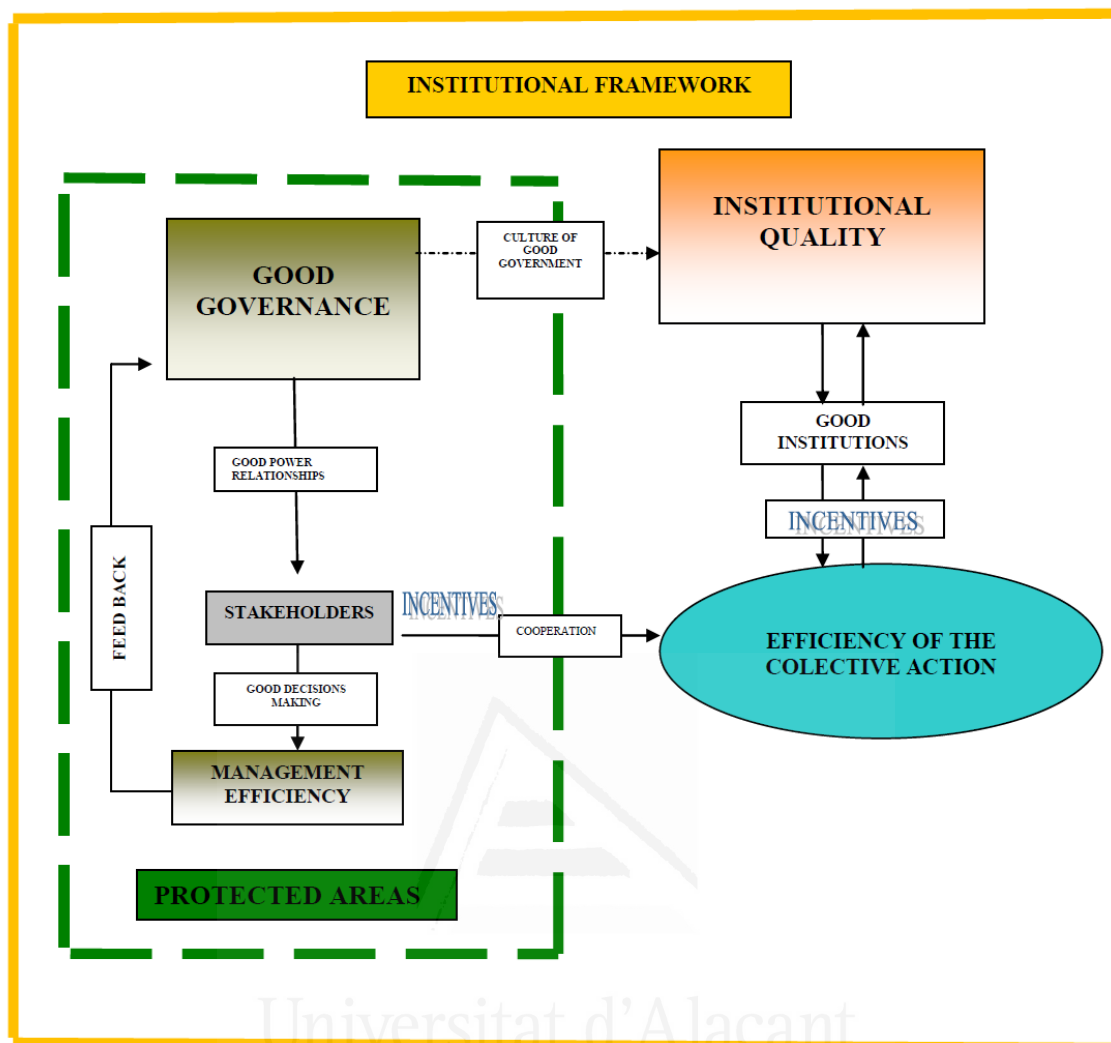 INSTITUTIONAL FRAMEWORK
INSTITUTIONAL
QUALITY
GOOD
GOVERNANCE
CULTURE OF
GOOD
GOVERNMENT
GOOD
INSTITUTIONS
GOOD POWER
RELATIONSHIPS
INCENTIVES
FEED BACK
STAKEHOLDERS
INCENTIVES
COOPERATION
EFFICIENCY OF THE
COLECTIVE ACTION
GOOD DECISIONS
MAKING
MANAGEMENT
EFFICIENCY
PROTECTED AREAS
Universitat d'Alacant